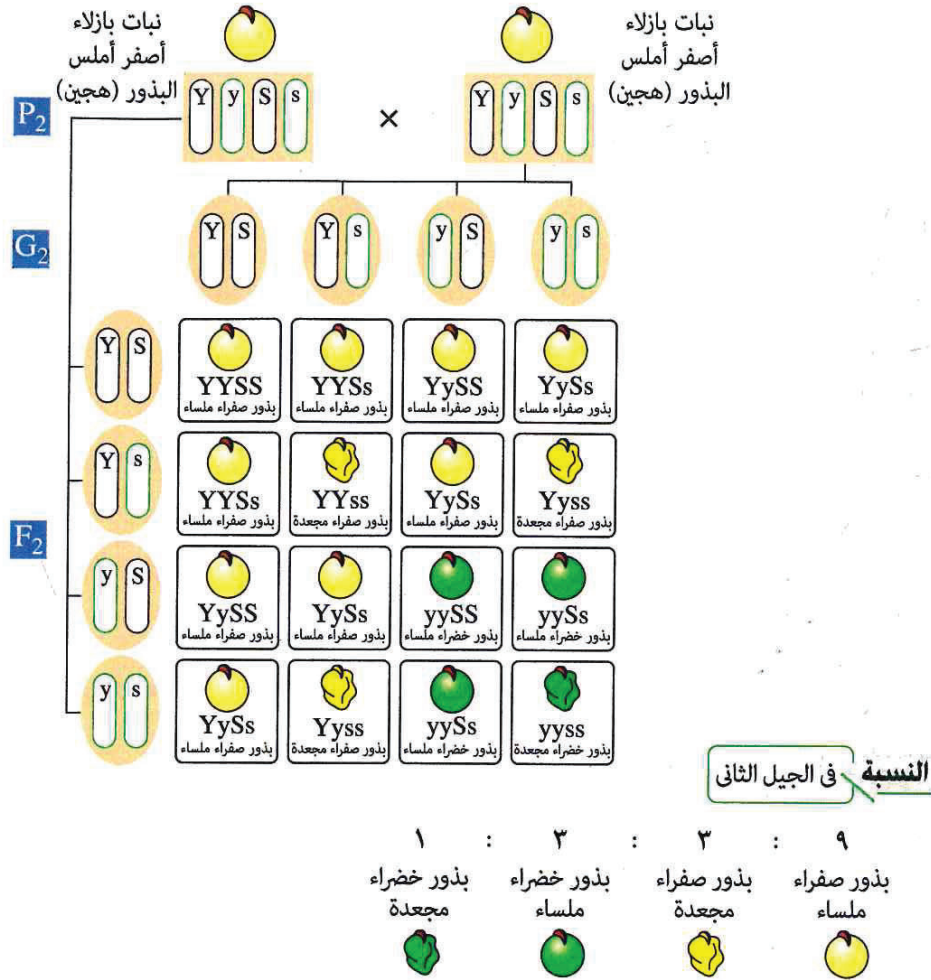 نبات بازلاء
أصفر أملس
البذور (هجين)
نبات بازلاء
أصفر أملس
البذور (هجين)
P2
Y y S s
×
Y y S s
G2
Y S
Y s
y S
y s
F2
Y S
YYSS
بذور صفراء ملساء
YYSs
بذور صفراء ملساء
YySS
بذور صفراء ملساء
YySs
بذور صفراء ملساء
Y s
YYSs
بذور صفراء ملساء
YYss
بذور صفراء مجعدة
YySs
بذور صفراء ملساء
Yyss
بذور صفراء مجعدة
y S
YySS
بذور صفراء ملساء
YySs
بذور صفراء ملساء
yySS
بذور خضراء ملساء
yySs
بذور خضراء ملساء
y s
YySs
بذور صفراء ملساء
Yyss
بذور صفراء مجعدة
yySs
بذور خضراء ملساء
yyss
بذور خضراء مجعدة
النسبة فى الجيل الثانى
٩ : ٣ : ٣ : ١
بذور صفراء
ملساء
بذور صفراء
مجعدة
بذور خضراء
ملساء
بذور خضراء
مجعدة